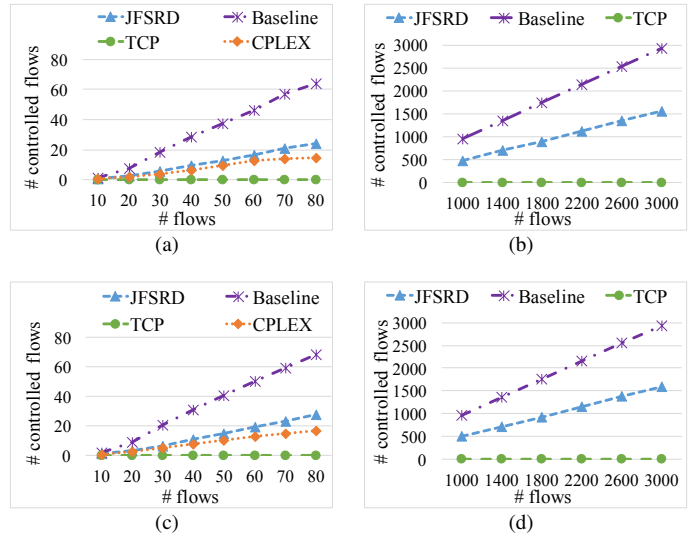 JFSRD Baseline
TCP CPLEX
80
60
40
20
0
# controlled flows
10 20 30 40 50 60 70 80
# flows
(a)
JFSRD Baseline TCP
3000
2500
2000
1500
1000
500
0
# controlled flows
1000 1400 1800 2200 2600 3000
# flows
(b)
JFSRD Baseline
TCP CPLEX
80
60
40
20
0
# controlled flows
10 20 30 40 50 60 70 80
# flows
(c)
JFSRD Baseline TCP
3000
2500
2000
1500
1000
500
0
# controlled flows
1000 1400 1800 2200 2600 3000
# flows
(d)